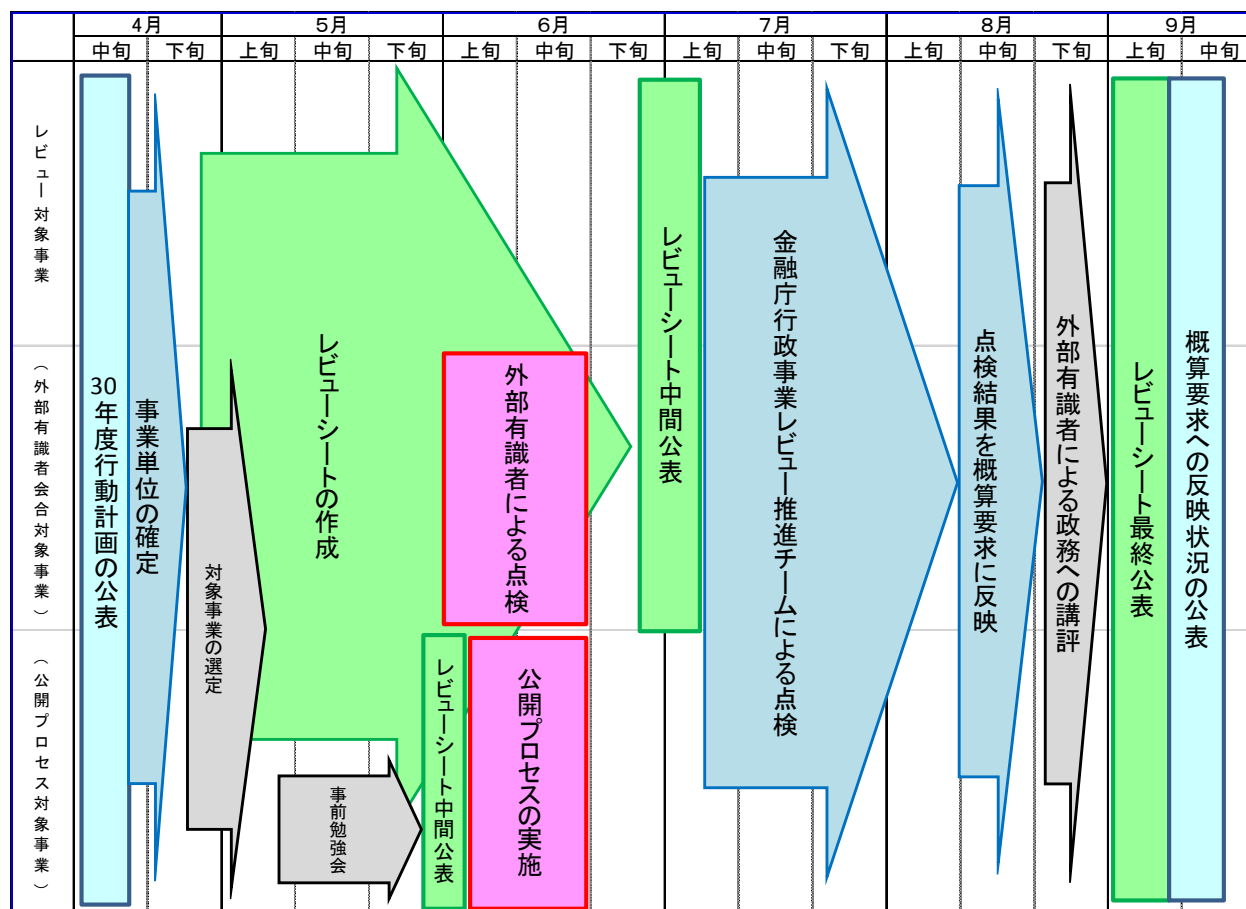 4月
5月
6月
7月
8月
9月
中旬
下旬
上旬
中旬
下旬
上旬
中旬
下旬
上旬
中旬
下旬
上旬
中旬
下旬
上旬
中旬
レビュー対象事業
（外部有識者会合対象事業）
（公開プロセス対象事業）
30年度行動計画の公表
事業単位の確定
対象事業の選定
レビューシートの作成
事前勉強会
レビューシート中間公表
外部有識者による点検
公開プロセスの実施
レビューシート中間公表
金融庁行政事業レビュー推進チームによる点検
点検結果を概算要求に反映
外部有識者による政務への講評
レビューシート最終公表
概算要求への反映状況の公表